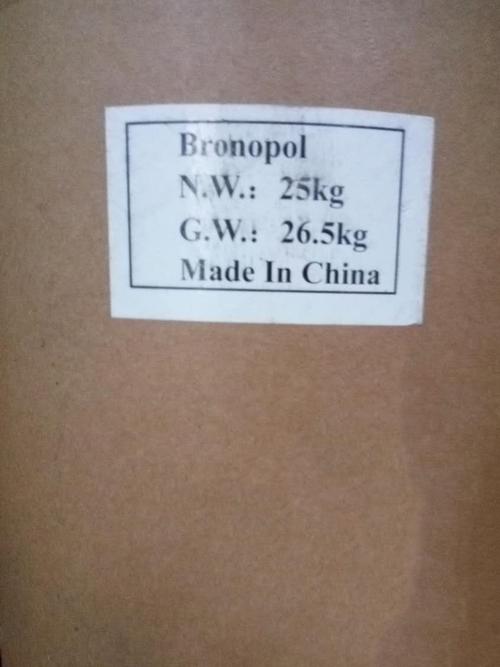 Bronopol
N.W.: 25kg
G.W.: 26.5kg
Made In China